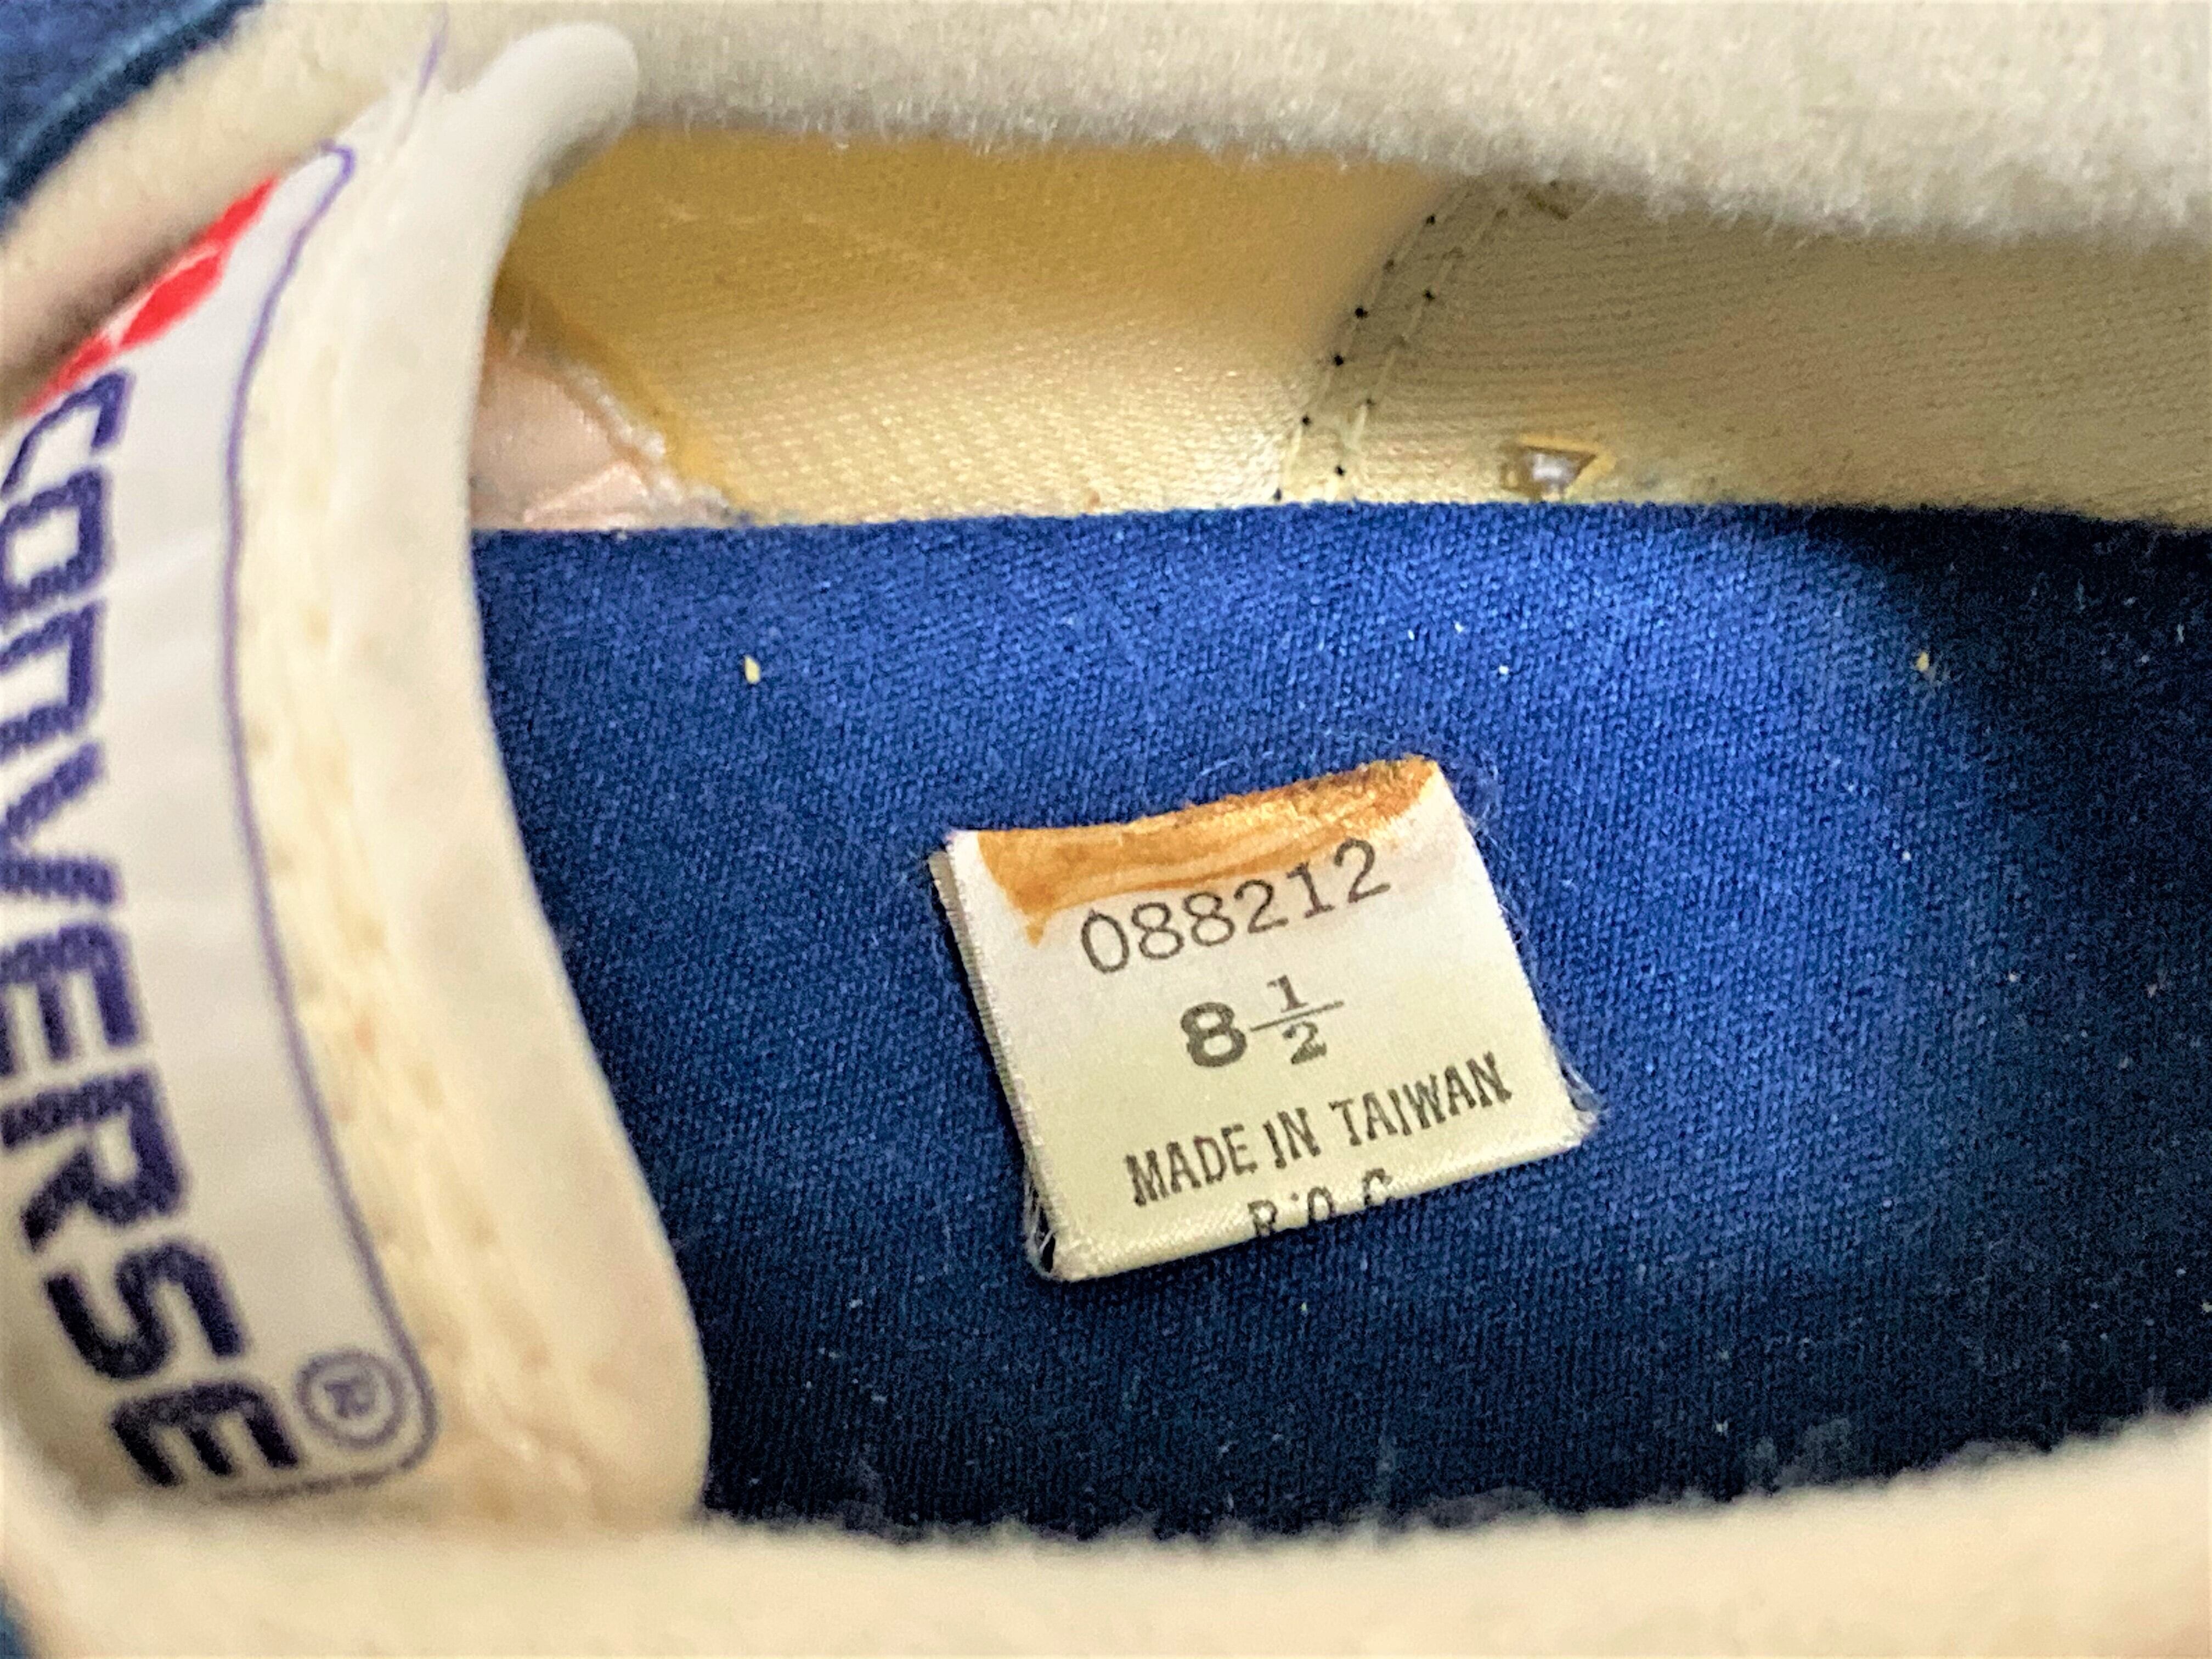 CONVERSE®
088212
8 1/2
MADE IN TAIWAN
R.O.C